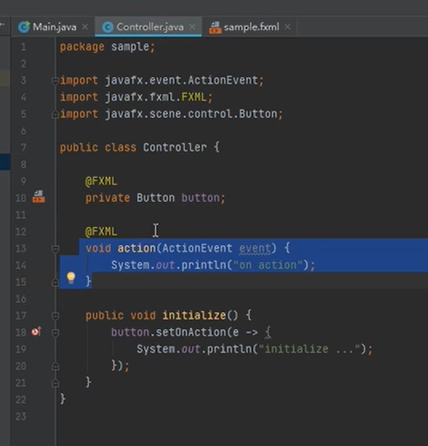 Main.java × Controller.java × sample.fxml ×
1 package sample;
2
3 import javafx.event.ActionEvent;
4 import javafx.fxml.FXML;
5 import javafx.scene.control.Button;
6
7 public class Controller {
8
9 @FXML
10 private Button button;
11
12 @FXML
13 void action(ActionEvent event) {
14 System.out.println("on action");
15 }
16
17 public void initialize() {
18 button.setOnAction(e -> {
19 System.out.println("initialize ...");
20 });
21 }
22 }
23